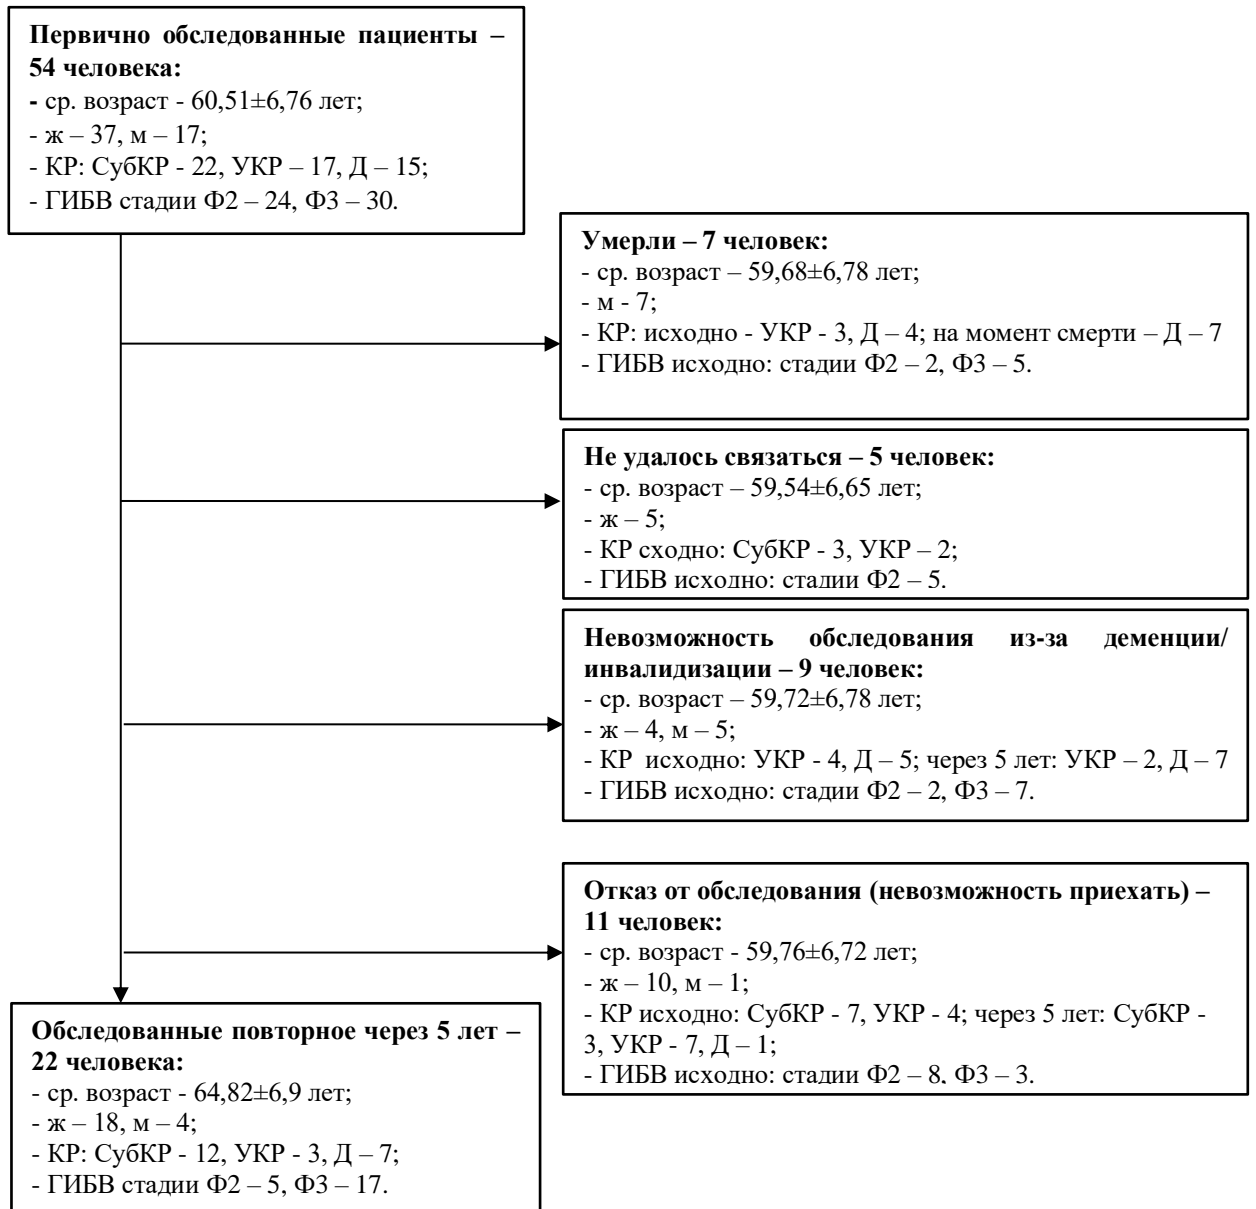 Первично обследованные пациенты –
54 человека:
- ср. возраст - 60,51±6,76 лет;
- ж – 37, м – 17;
- КР: СубКР - 22, УКР – 17, Д – 15;
- ГИБВ стадии Ф2 – 24, Ф3 – 30.
Умерли – 7 человек:
- ср. возраст – 59,68±6,78 лет;
- м - 7;
- КР: исходно - УКР - 3, Д – 4; на момент смерти – Д – 7
- ГИБВ исходно: стадии Ф2 – 2, Ф3 – 5.
Не удалось связаться – 5 человек:
- ср. возраст – 59,54±6,65 лет;
- ж – 5;
- КР сходно: СубКР - 3, УКР – 2;
- ГИБВ исходно: стадии Ф2 – 5.
Невозможность обследования из-за деменции/
инвалидизации – 9 человек:
- ср. возраст – 59,72±6,78 лет;
- ж – 4, м – 5;
- КР исходно: УКР - 4, Д – 5; через 5 лет: УКР – 2, Д – 7
- ГИБВ исходно: стадии Ф2 – 2, Ф3 – 7.
Отказ от обследования (невозможность приехать) –
11 человек:
- ср. возраст - 59,76±6,72 лет;
- ж – 10, м – 1;
- КР исходно: СубКР - 7, УКР - 4; через 5 лет: СубКР -
3, УКР - 7, Д – 1;
- ГИБВ исходно: стадии Ф2 – 8, Ф3 – 3.
Обследованные повторное через 5 лет –
22 человека:
- ср. возраст - 64,82±6,9 лет;
- ж – 18, м – 4;
- КР: СубКР - 12, УКР - 3, Д – 7;
- ГИБВ стадии Ф2 – 5, Ф3 – 17.